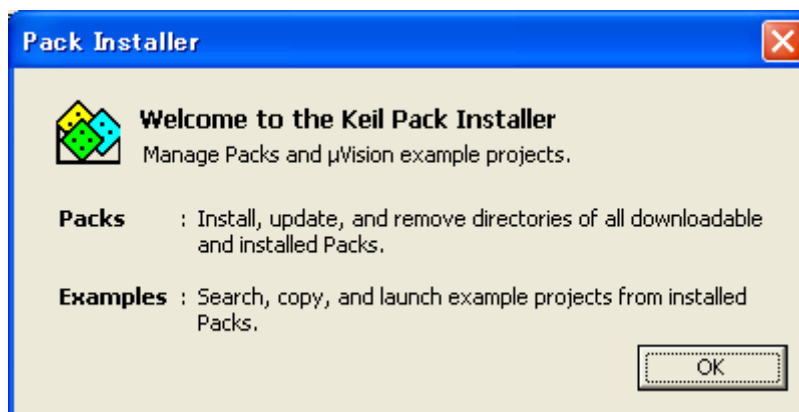 Pack Installer
Welcome to the Keil Pack Installer
Manage Packs and µVision example projects.
Packs : Install, update, and remove directories of all downloadable
and installed Packs.
Examples : Search, copy, and launch example projects from installed
Packs.
OK